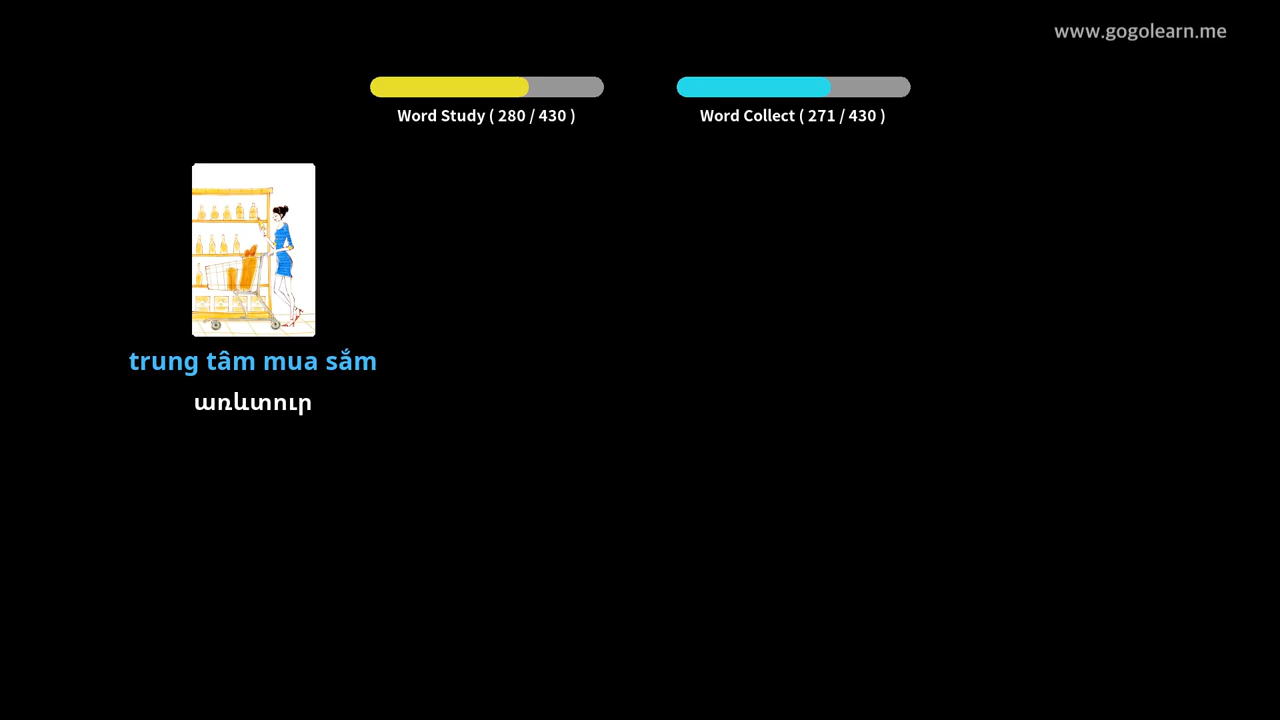 www.gogolearn.me
Word Study ( 280 / 430 )
Word Collect ( 271 / 430 )
trung tâm mua sắm
առևտուր